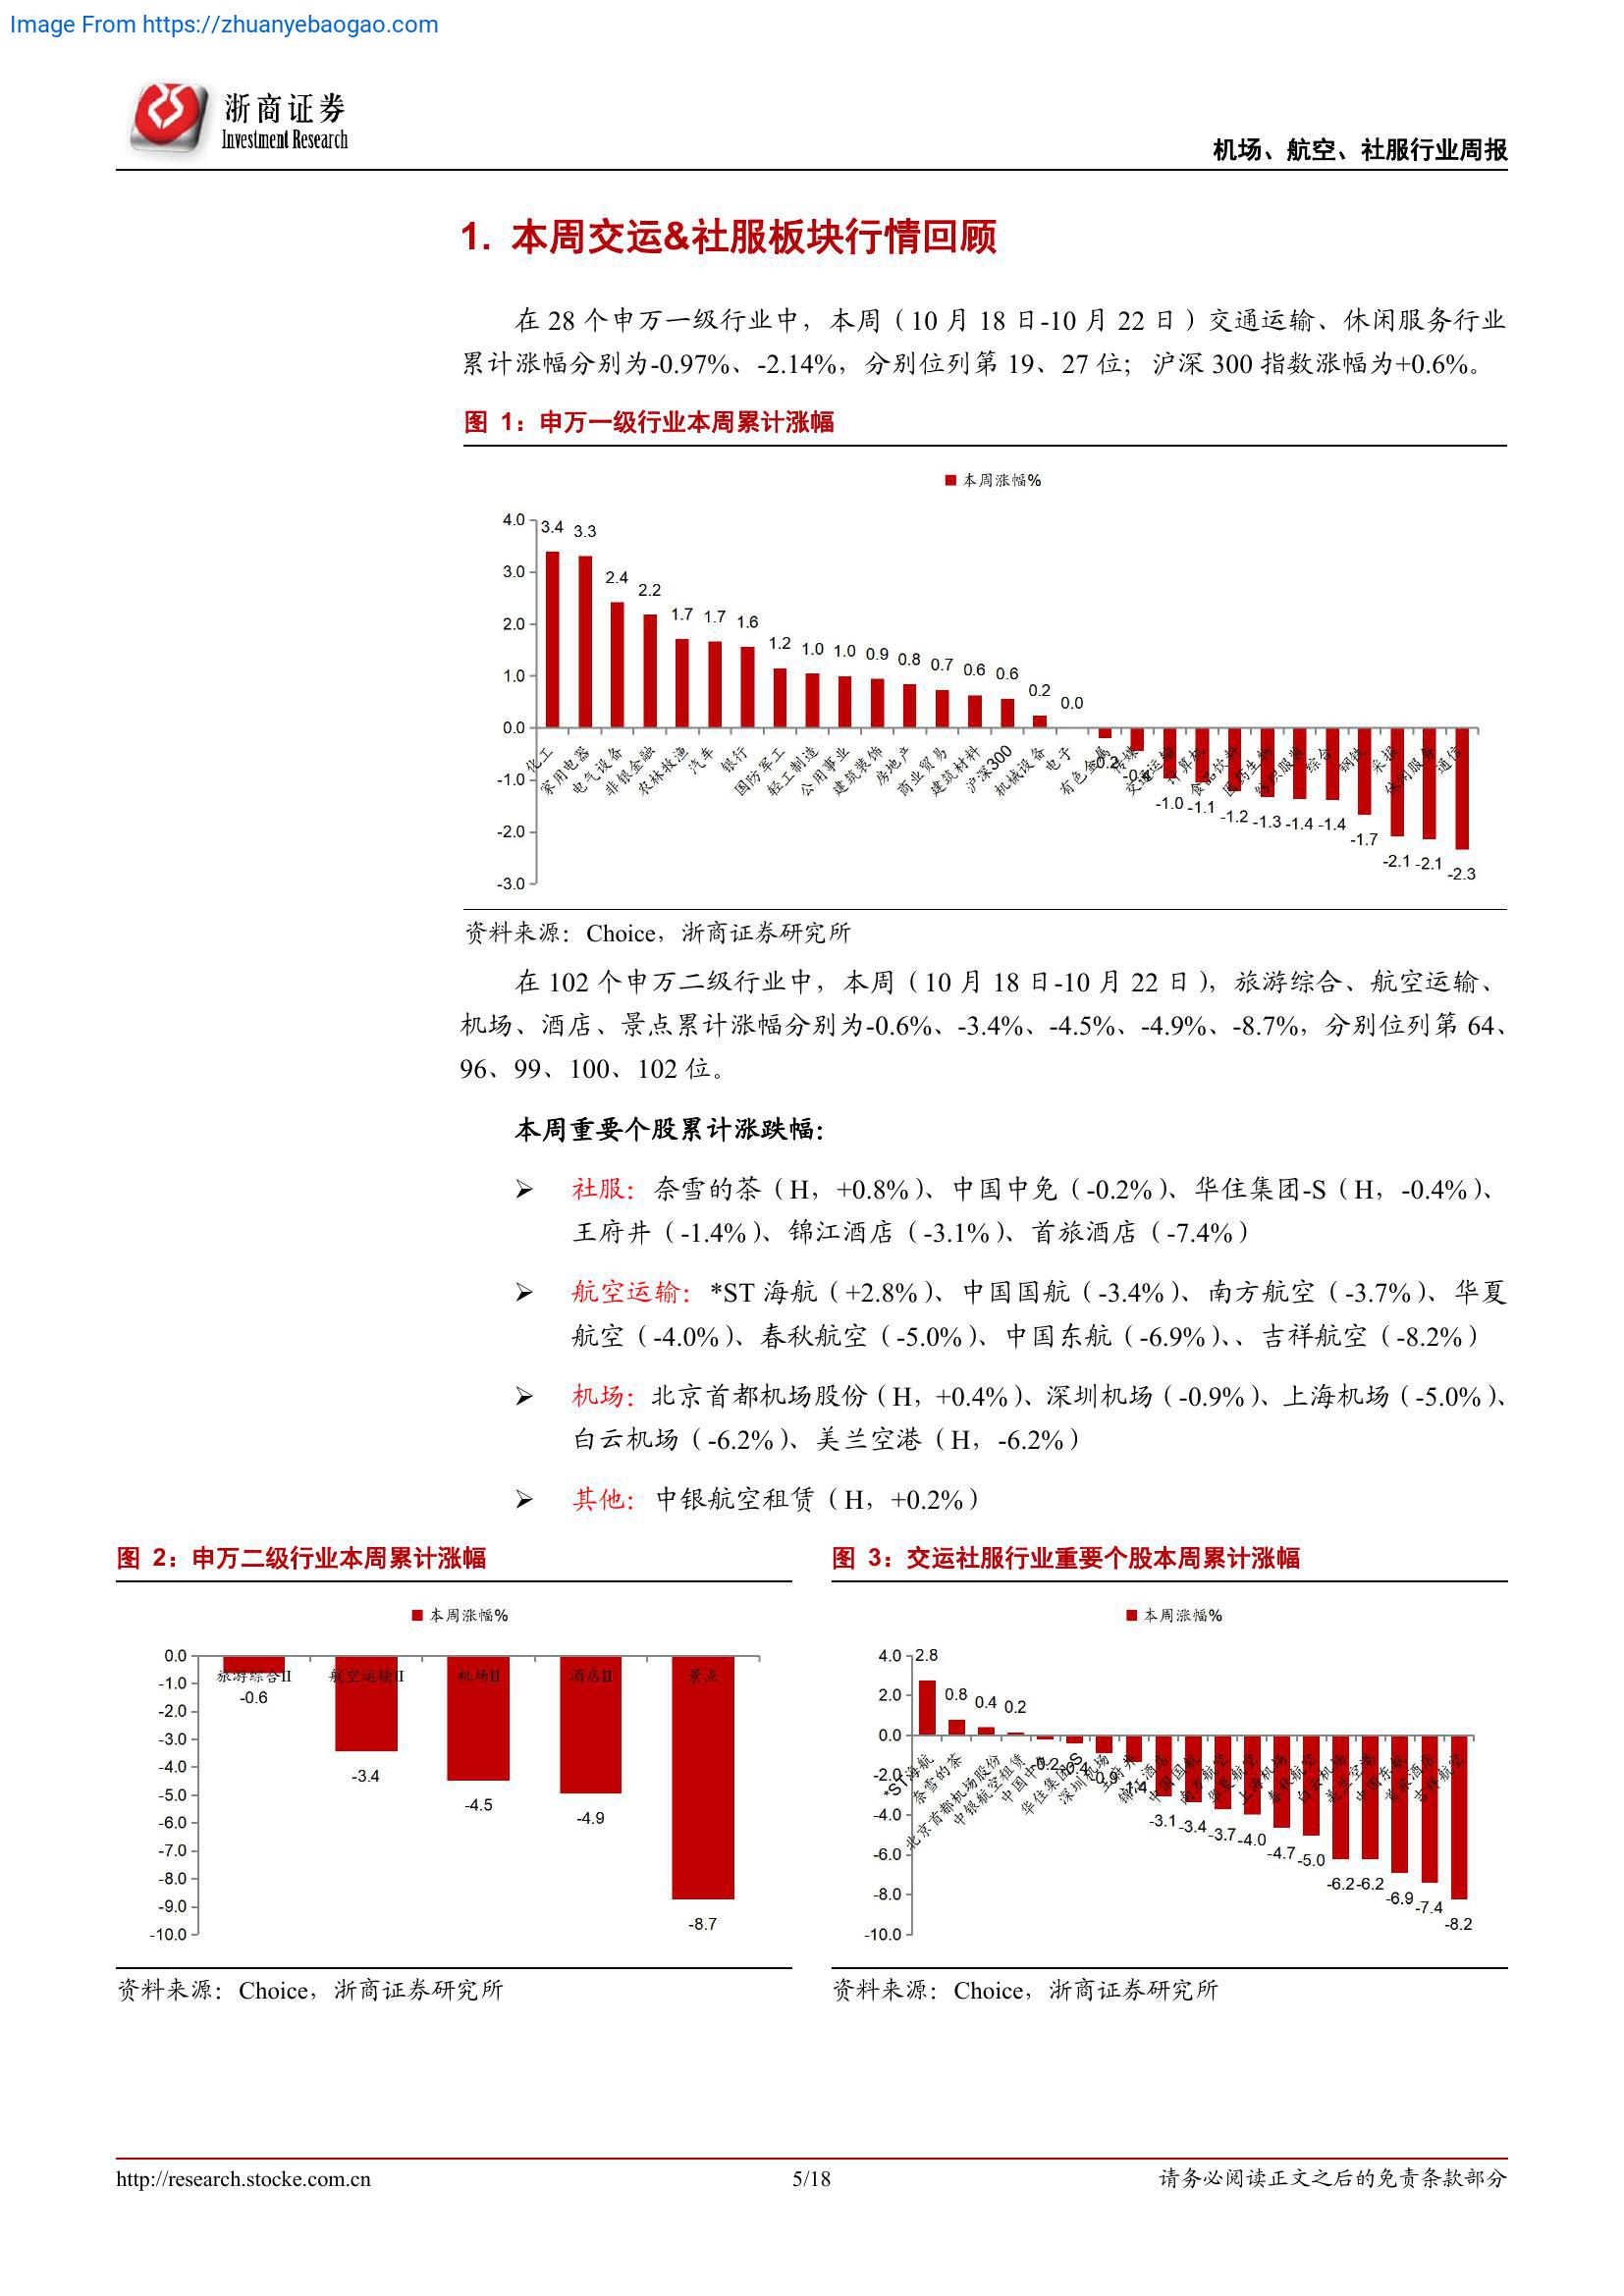 Image From https://zhuanyebaogao.com
浙商证券
Investment Research
机场、航空、社服行业周报
1. 本周交运&社服板块行情回顾
在 28 个申万一级行业中，本周（10 月 18 日-10 月 22 日）交通运输、休闲服务行业
累计涨幅分别为-0.97%、-2.14%，分别位列第 19、27 位；沪深 300 指数涨幅为+0.6%。
图 1：申万一级行业本周累计涨幅
本周涨幅%
4.0
3.0
2.0
1.0
0.0
-1.0
-2.0
-3.0
3.4 3.3 2.4 2.2 1.7 1.7 1.6 1.2 1.0 1.0 0.9 0.8 0.7 0.6 0.6 0.2 0.0 -0.2 -1.0 -1.1 -1.2 -1.3 -1.4 -1.4 -1.7 -2.1 -2.1 -2.3
化工 家用电器 电气设备 非银金融 农林牧渔 汽车 银行 国防军工 轻工制造 公用事业 建筑装饰 房地产 商业贸易 建筑材料 沪深300 机械设备 电子 有色金属 传媒 交通运输 计算机 食品饮料 医药生物 纺织服装 综合 钢铁 采掘 休闲服务 通信
资料来源：Choice，浙商证券研究所
在 102 个申万二级行业中，本周（10 月 18 日-10 月 22 日），旅游综合、航空运输、
机场、酒店、景点累计涨幅分别为-0.6%、-3.4%、-4.5%、-4.9%、-8.7%，分别位列第 64、
96、99、100、102 位。
本周重要个股累计涨跌幅：
➢ 社服：奈雪的茶（H，+0.8%）、中国中免（-0.2%）、华住集团-S（H，-0.4%）、
王府井（-1.4%）、锦江酒店（-3.1%）、首旅酒店（-7.4%）
➢ 航空运输：*ST 海航（+2.8%）、中国国航（-3.4%）、南方航空（-3.7%）、华夏
航空（-4.0%）、春秋航空（-5.0%）、中国东航（-6.9%）、、吉祥航空（-8.2%）
➢ 机场：北京首都机场股份（H，+0.4%）、深圳机场（-0.9%）、上海机场（-5.0%）、
白云机场（-6.2%）、美兰空港（H，-6.2%）
➢ 其他：中银航空租赁（H，+0.2%）
图 2：申万二级行业本周累计涨幅
本周涨幅%
0.0
-1.0
-2.0
-3.0
-4.0
-5.0
-6.0
-7.0
-8.0
-9.0
-10.0
旅游综合II 航空运输II 机场II 酒店II 景点
-0.6 -3.4 -4.5 -4.9 -8.7
资料来源：Choice，浙商证券研究所
图 3：交运社服行业重要个股本周累计涨幅
本周涨幅%
4.0
2.0
0.0
-2.0
-4.0
-6.0
-8.0
-10.0
2.8 0.8 0.4 0.2 -0.2 -0.4 -0.9 -1.4 -3.1 -3.4 -3.7 -4.0 -4.7 -5.0 -6.2 -6.2 -6.9 -7.4 -8.2
*ST海航 奈雪的茶 北京首都机场股份 中银航空租赁 中国中免 华住集团-S 深圳机场 王府井 锦江酒店 中国国航 南方航空 华夏航空 上海机场 春秋航空 白云机场 美兰空港 中国东航 首旅酒店 吉祥航空
资料来源：Choice，浙商证券研究所
http://research.stocke.com.cn
5/18
请务必阅读正文之后的免责条款部分